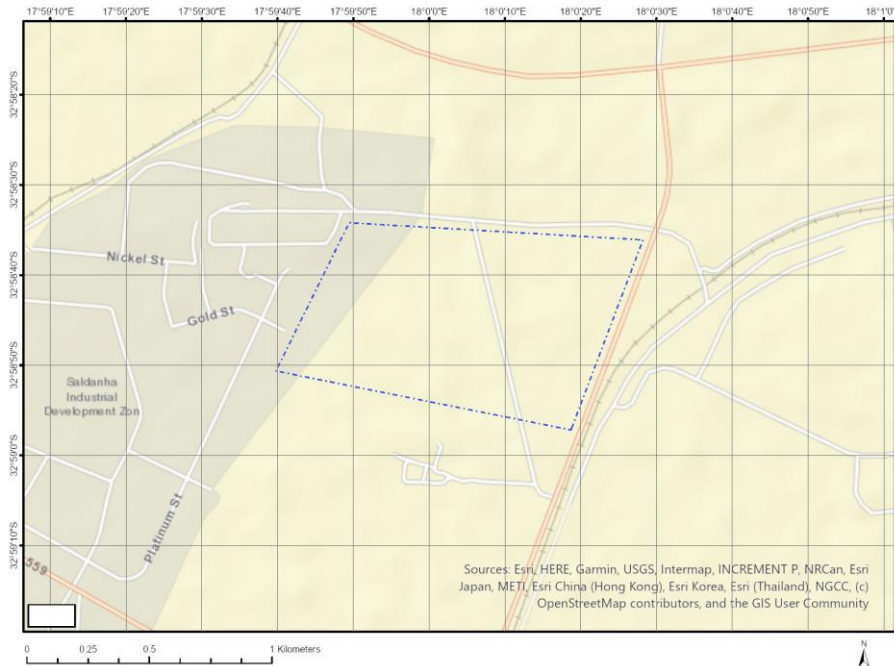 17°59'10"E 17°59'20"E 17°59'30"E 17°59'40"E 17°59'50"E 18°0'0"E 18°0'10"E 18°0'20"E 18°0'30"E 18°0'40"E 18°0'50"E 18°1'0"E
32°58'20"S
32°58'30"S
Nickel St
32°58'40"S
Gold St
32°58'50"S
Saldanha
Industrial
Development Zon
32°59'0"S
Platinum St
32°59'10"S
559
Sources: Esri, HERE, Garmin, USGS, Intermap, INCREMENT P, NRCan, Esri
Japan, METI, Esri China (Hong Kong), Esri Korea, Esri (Thailand), NGCC, (c)
OpenStreetMap contributors, and the GIS User Community
0 0.25 0.5 1 Kilometers
N